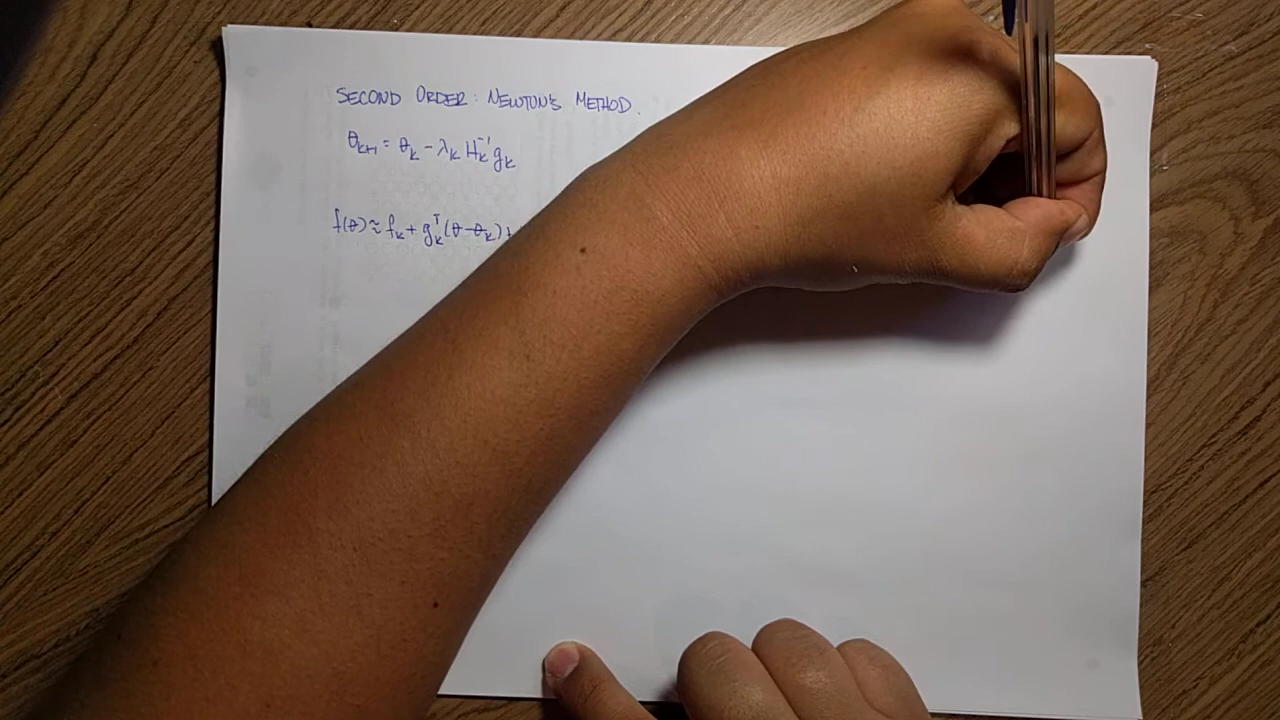 SECOND ORDER: NEWTON'S METHOD.
θₖ₊₁ = θₖ - λₖ Hₖ⁻¹ gₖ
f(θ) ≈ fₖ + gₖᵀ(θ-θₖ) +